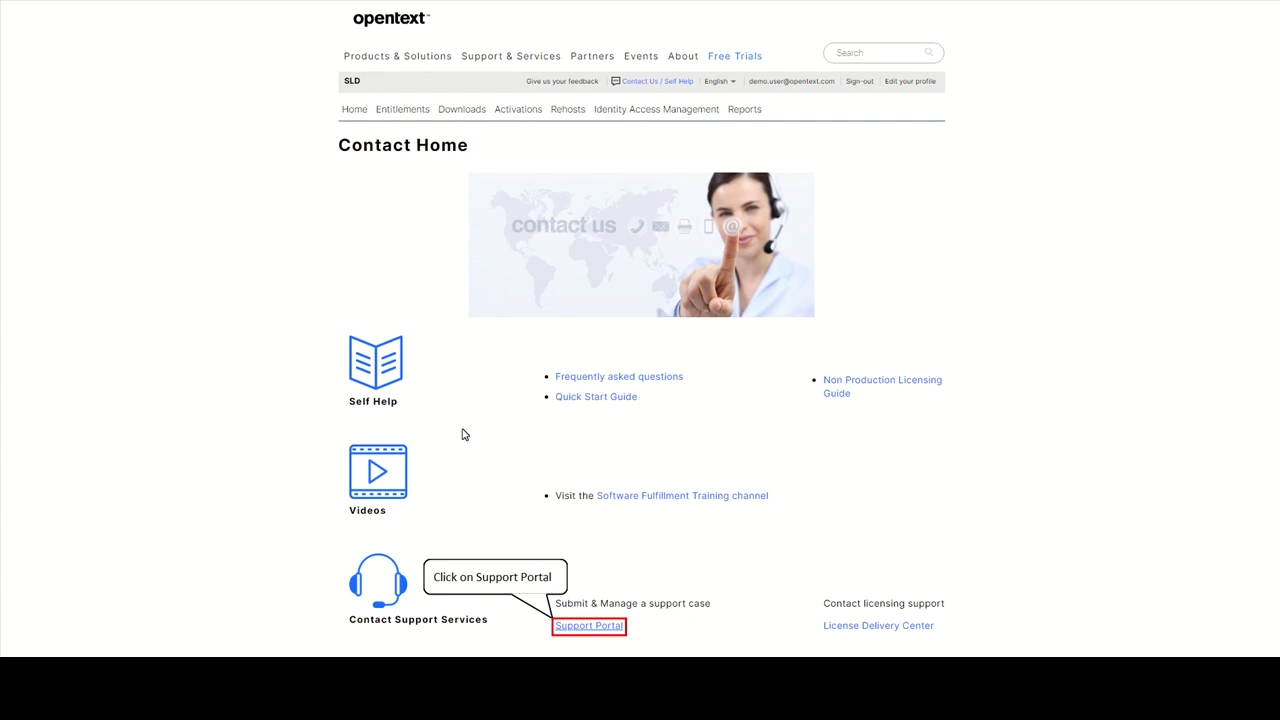 opentext™
Products & Solutions Support & Services Partners Events About Free Trials Search
SLD Give us your feedback Contact Us / Self Help English demo.user@opentext.com Sign-out Edit your profile
Home Entitlements Downloads Activations Rehosts Identity Access Management Reports
Contact Home
contact us @
Frequently asked questions
Quick Start Guide
Non Production Licensing
Guide
Self Help
Visit the Software Fulfillment Training channel
Videos
Click on Support Portal
Submit & Manage a support case
Contact licensing support
Contact Support Services
Support Portal
License Delivery Center